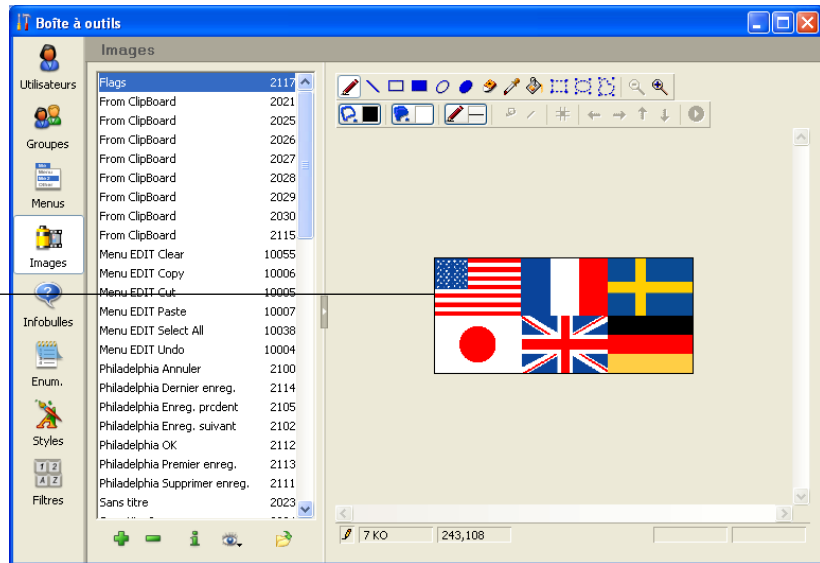 Boîte à outils
Images
Utilisateurs
Groupes
Menus
Images
Infobulles
Enum.
Styles
Filtres
Flags 2117
From ClipBoard 2021
From ClipBoard 2025
From ClipBoard 2026
From ClipBoard 2027
From ClipBoard 2028
From ClipBoard 2029
From ClipBoard 2030
From ClipBoard 2115
Menu EDIT Clear 10055
Menu EDIT Copy 10006
Menu EDIT Cut 10005
Menu EDIT Paste 10007
Menu EDIT Select All 10038
Menu EDIT Undo 10004
Philadelphia Annuler 2100
Philadelphia Dernier enreg. 2114
Philadelphia Enreg. prcdent 2105
Philadelphia Enreg. suivant 2102
Philadelphia OK 2112
Philadelphia Premier enreg. 2113
Philadelphia Supprimer enreg. 2111
Sans titre 2023
7 KO 243,108